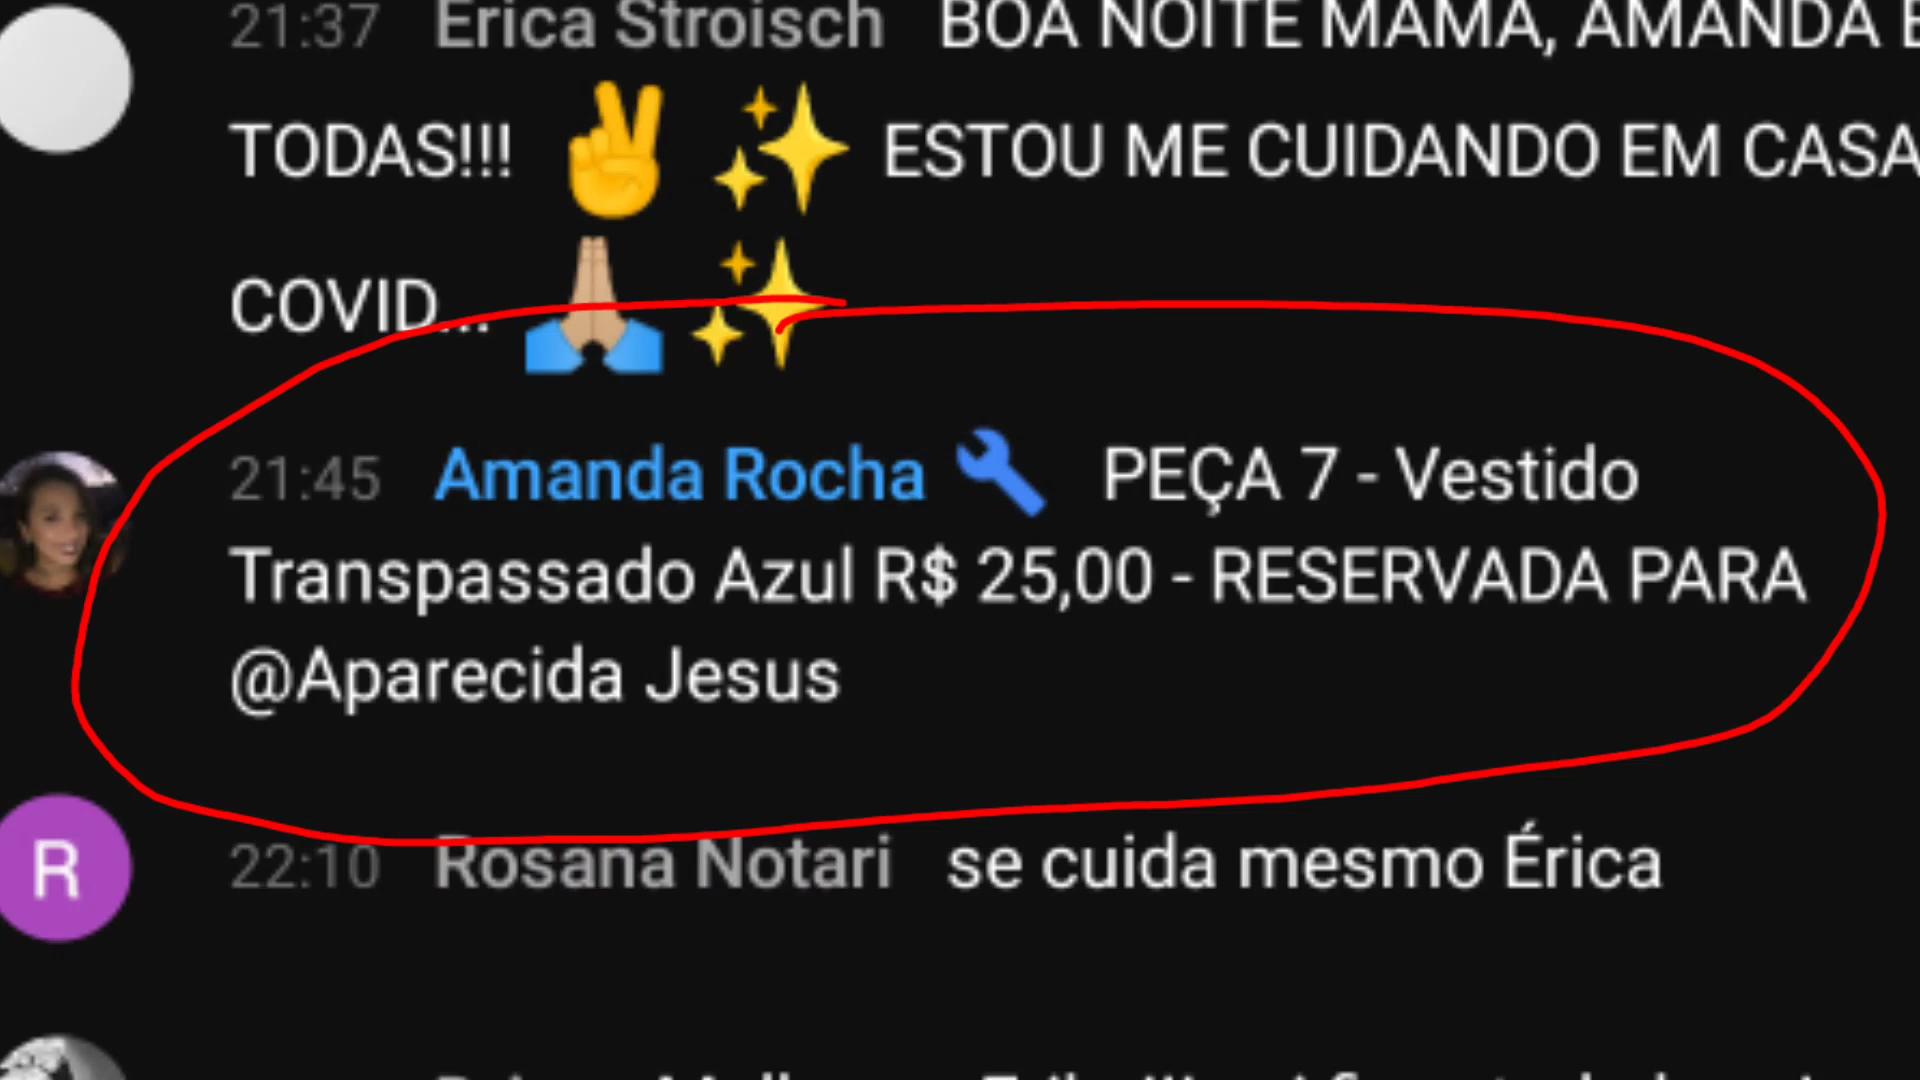 21:37 Erica Stroisch BOA NOITE MAMA, AMANDA E
TODAS!!! ✌️ ✨ ESTOU ME CUIDANDO EM CASA
COVID... 🙏🏼 ✨
21:45 Amanda Rocha 🔧 PEÇA 7 - Vestido
Transpassado Azul R$ 25,00 - RESERVADA PARA
@Aparecida Jesus
R 22:10 Rosana Notari se cuida mesmo Érica